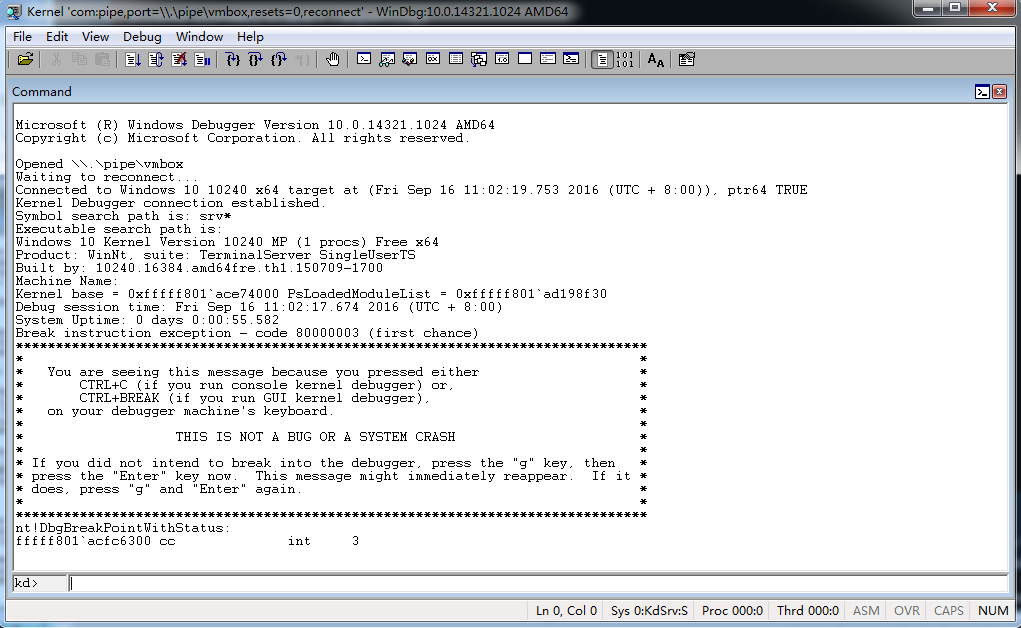 Kernel 'com:pipe,port=\\.\pipe\vmbox,resets=0,reconnect' - WinDbg:10.0.14321.1024 AMD64
File Edit View Debug Window Help
Command
Microsoft (R) Windows Debugger Version 10.0.14321.1024 AMD64
Copyright (c) Microsoft Corporation. All rights reserved.
Opened \\.\pipe\vmbox
Waiting to reconnect...
Connected to Windows 10 10240 x64 target at (Fri Sep 16 11:02:19.753 2016 (UTC + 8:00)), ptr64 TRUE
Kernel Debugger connection established.
Symbol search path is: srv*
Executable search path is:
Windows 10 Kernel Version 10240 MP (1 procs) Free x64
Product: WinNt, suite: TerminalServer SingleUserTS
Built by: 10240.16384.amd64fre.th1.150709-1700
Machine Name:
Kernel base = 0xfffff801`ace74000 PsLoadedModuleList = 0xfffff801`ad198f30
Debug session time: Fri Sep 16 11:02:17.674 2016 (UTC + 8:00)
System Uptime: 0 days 0:00:55.582
Break instruction exception - code 80000003 (first chance)
*******************************************************************************
*                                                                             *
*   You are seeing this message because you pressed either                    *
*       CTRL+C (if you run console kernel debugger) or,                       *
*       CTRL+BREAK (if you run GUI kernel debugger),                          *
*   on your debugger machine's keyboard.                                      *
*                                                                             *
*                   THIS IS NOT A BUG OR A SYSTEM CRASH                       *
*                                                                             *
* If you did not intend to break into the debugger, press the "g" key, then   *
* press the "Enter" key now.  This message might immediately reappear.  If it *
* does, press "g" and "Enter" again.                                          *
*                                                                             *
*******************************************************************************
nt!DbgBreakPointWithStatus:
fffff801`acfc6300 cc              int     3
kd>
Ln 0, Col 0 Sys 0:KdSrv:S Proc 000:0 Thrd 000:0 ASM OVR CAPS NUM